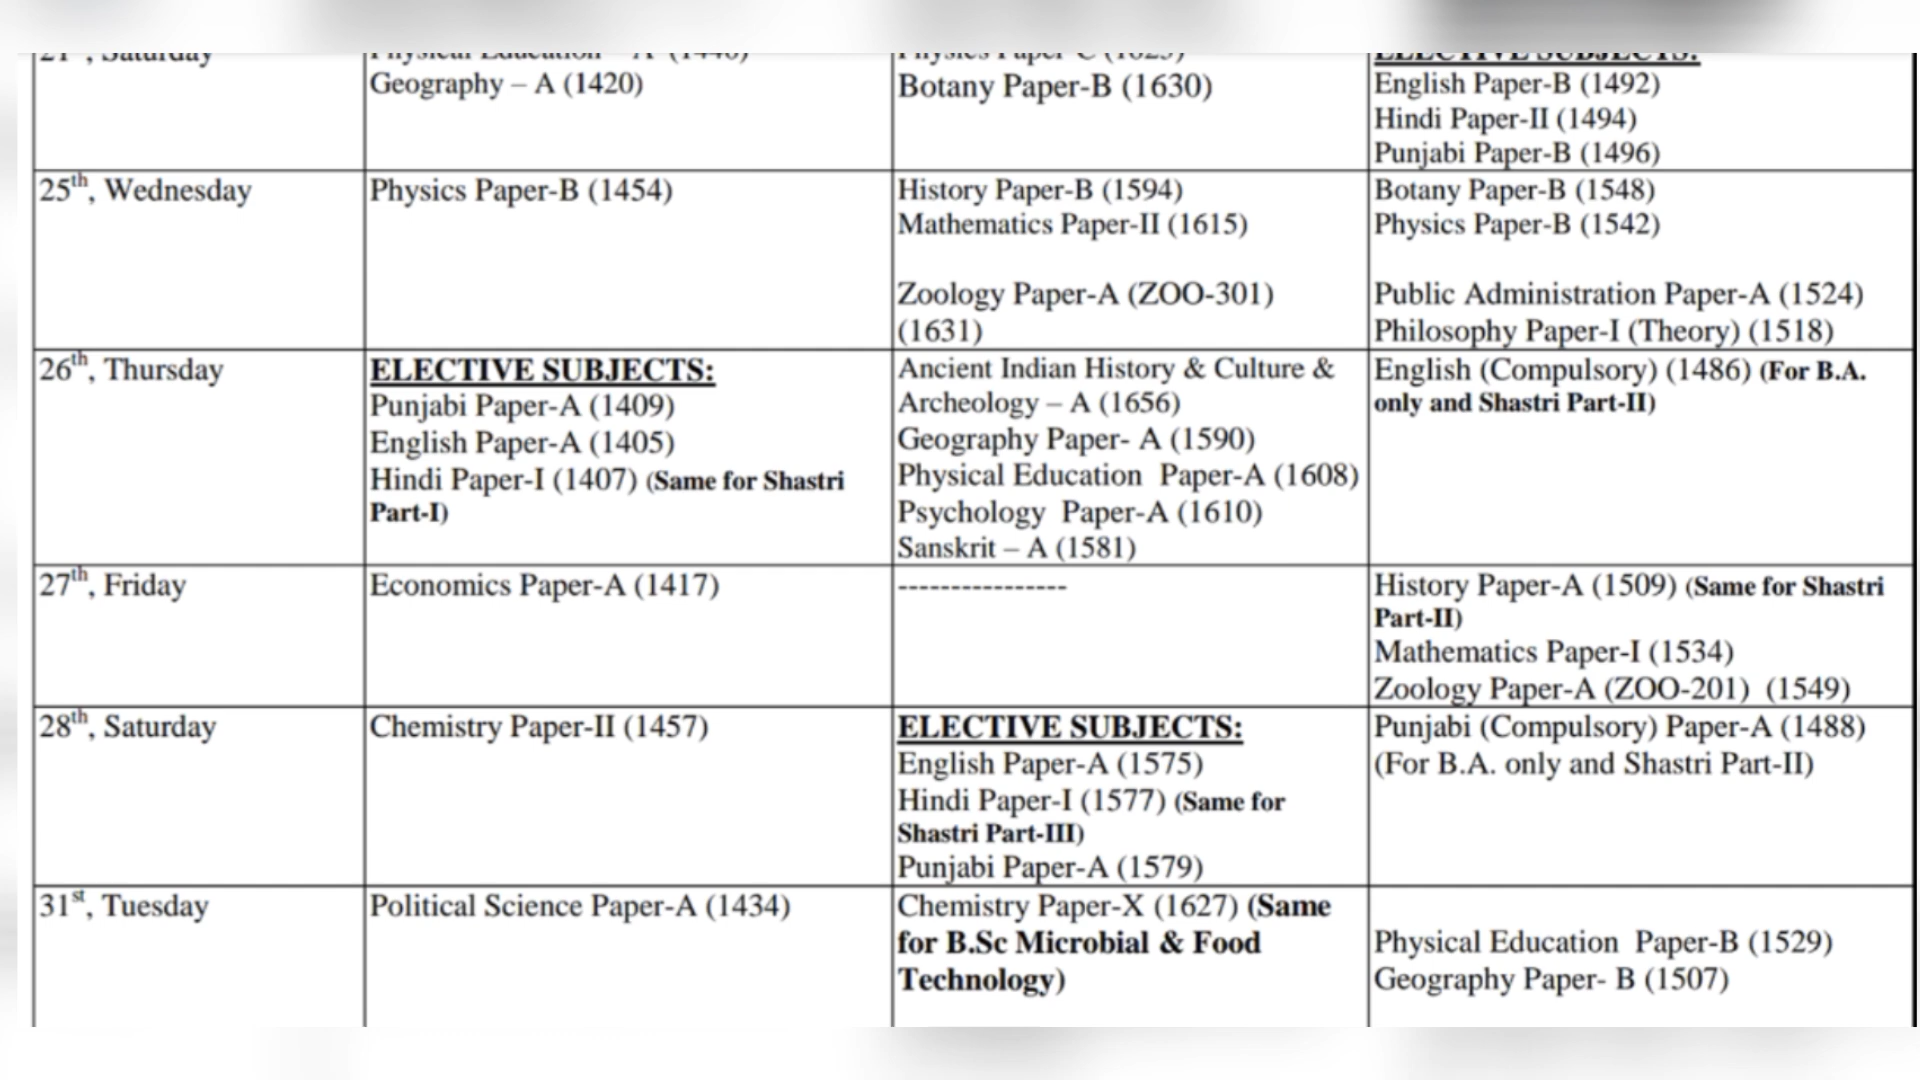 Geography – A (1420)
Botany Paper-B (1630)
ELECTIVE SUBJECTS:
English Paper-B (1492)
Hindi Paper-II (1494)
Punjabi Paper-B (1496)
25th, Wednesday
Physics Paper-B (1454)
History Paper-B (1594)
Mathematics Paper-II (1615)
Zoology Paper-A (ZOO-301)
(1631)
Botany Paper-B (1548)
Physics Paper-B (1542)
Public Administration Paper-A (1524)
Philosophy Paper-I (Theory) (1518)
26th, Thursday
ELECTIVE SUBJECTS:
Punjabi Paper-A (1409)
English Paper-A (1405)
Hindi Paper-I (1407) (Same for Shastri
Part-I)
Ancient Indian History & Culture &
Archeology – A (1656)
Geography Paper- A (1590)
Physical Education Paper-A (1608)
Psychology Paper-A (1610)
Sanskrit – A (1581)
English (Compulsory) (1486) (For B.A.
only and Shastri Part-II)
27th, Friday
Economics Paper-A (1417)
----------------
History Paper-A (1509) (Same for Shastri
Part-II)
Mathematics Paper-I (1534)
Zoology Paper-A (ZOO-201) (1549)
28th, Saturday
Chemistry Paper-II (1457)
ELECTIVE SUBJECTS:
English Paper-A (1575)
Hindi Paper-I (1577) (Same for
Shastri Part-III)
Punjabi Paper-A (1579)
Punjabi (Compulsory) Paper-A (1488)
(For B.A. only and Shastri Part-II)
31st, Tuesday
Political Science Paper-A (1434)
Chemistry Paper-X (1627) (Same
for B.Sc Microbial & Food
Technology)
Physical Education Paper-B (1529)
Geography Paper- B (1507)